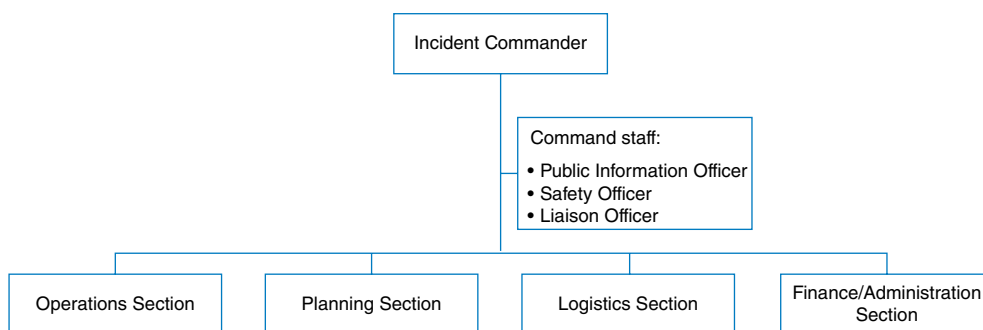 Incident Commander
Command staff:
• Public Information Officer
• Safety Officer
• Liaison Officer
Operations Section
Planning Section
Logistics Section
Finance/Administration
Section